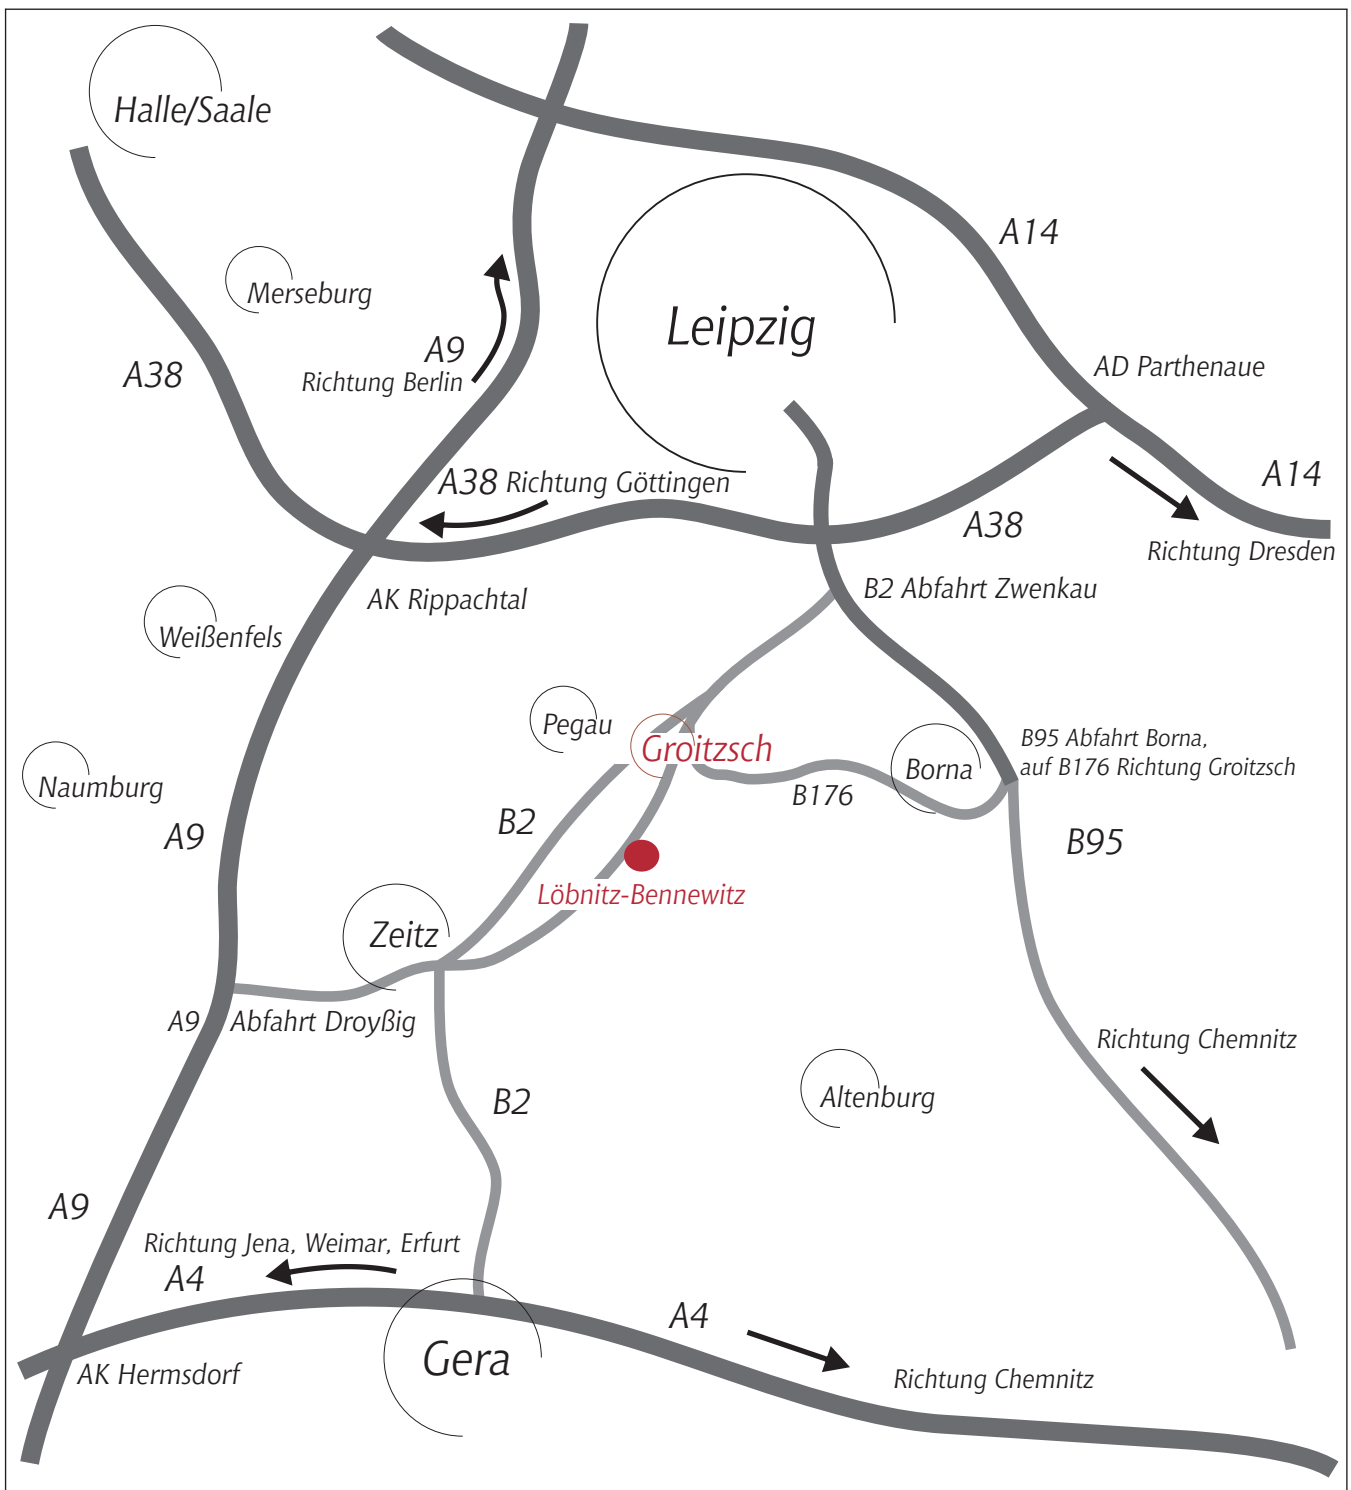 Halle/Saale
A14
Merseburg
Leipzig
A9
Richtung Berlin
A38
AD Parthenaue
A38 Richtung Göttingen
A14
A38
Richtung Dresden
AK Rippachtal
B2 Abfahrt Zwenkau
Weißenfels
Pegau
Groitzsch
B95 Abfahrt Borna,
auf B176 Richtung Groitzsch
Borna
Naumburg
B176
A9
B2
B95
Löbnitz-Bennewitz
Zeitz
A9 Abfahrt Droyßig
Richtung Chemnitz
Altenburg
B2
A9
Richtung Jena, Weimar, Erfurt
A4
A4
Gera
AK Hermsdorf
Richtung Chemnitz